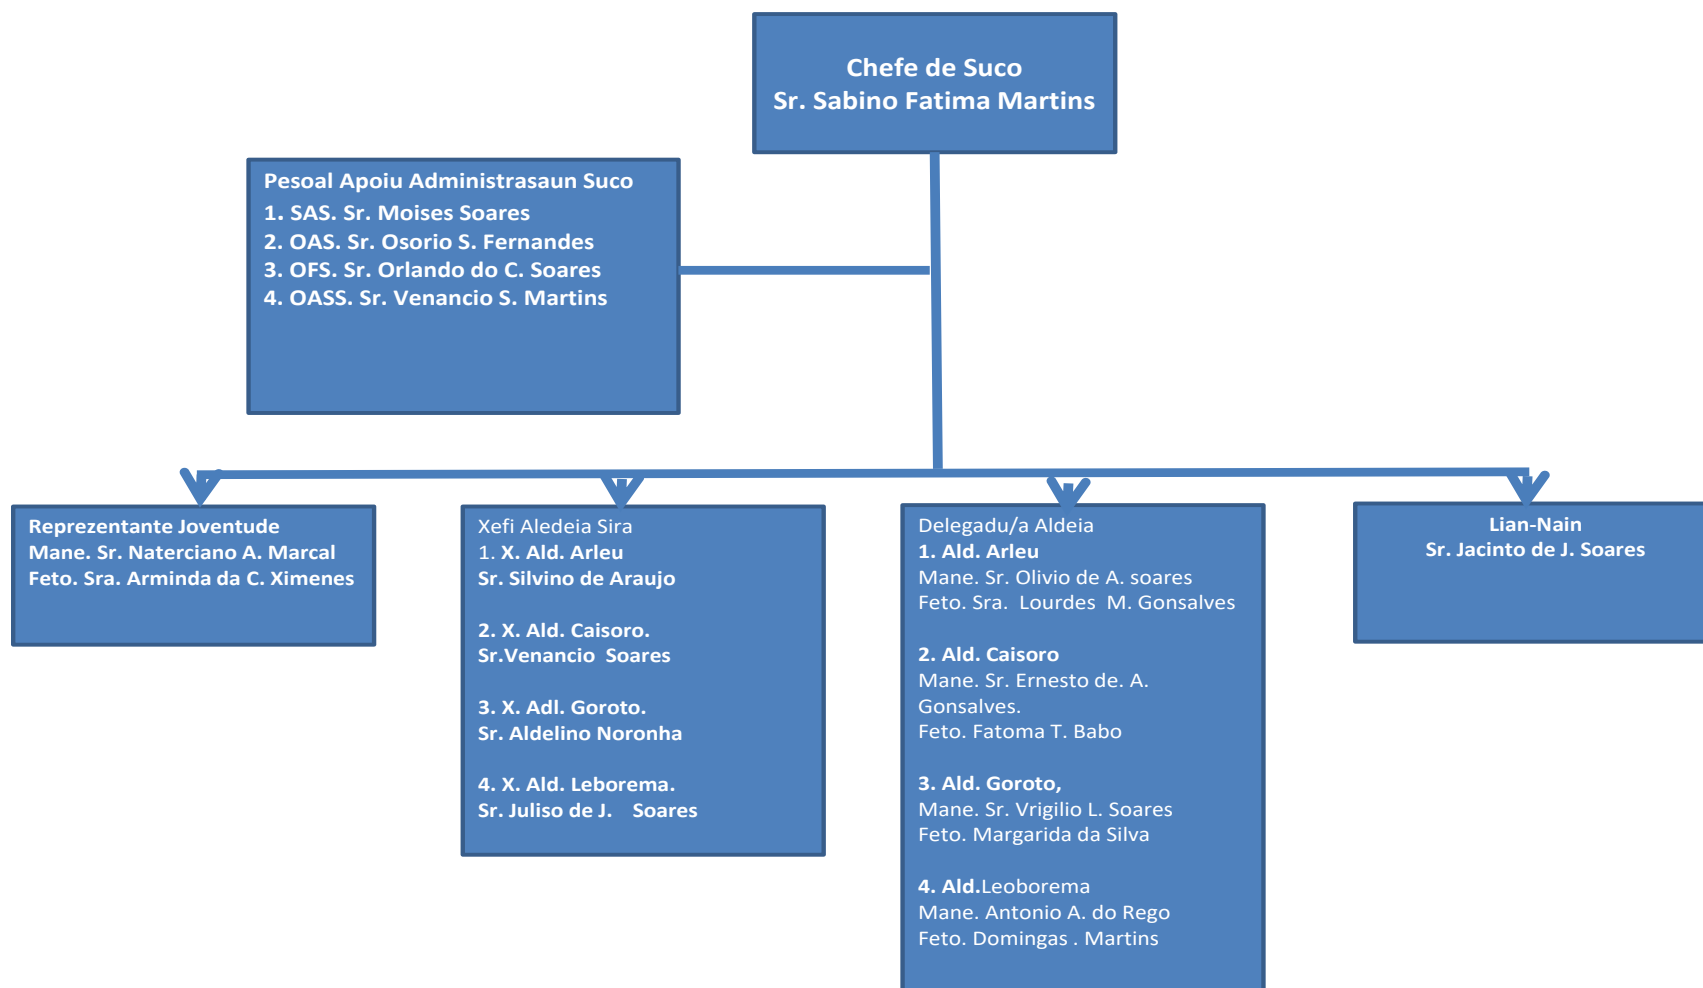 Chefe de Suco
Sr. Sabino Fatima Martins
Pesoal Apoiu Administrasaun Suco
1. SAS. Sr. Moises Soares
2. OAS. Sr. Osorio S. Fernandes
3. OFS. Sr. Orlando do C. Soares
4. OASS. Sr. Venancio S. Martins
Reprezentante Joventude
Mane. Sr. Naterciano A. Marcal
Feto. Sra. Arminda da C. Ximenes
Xefi Aledeia Sira
1. X. Ald. Arleu
Sr. Silvino de Araujo
2. X. Ald. Caisoro.
Sr.Venancio Soares
3. X. Adl. Goroto.
Sr. Aldelino Noronha
4. X. Ald. Leborema.
Sr. Juliso de J. Soares
Delegadu/a Aldeia
1. Ald. Arleu
Mane. Sr. Olivio de A. soares
Feto. Sra. Lourdes M. Gonsalves
2. Ald. Caisoro
Mane. Sr. Ernesto de. A.
Gonsalves.
Feto. Fatoma T. Babo
3. Ald. Goroto,
Mane. Sr. Vrigilio L. Soares
Feto. Margarida da Silva
4. Ald.Leoborema
Mane. Antonio A. do Rego
Feto. Domingas . Martins
Lian-Nain
Sr. Jacinto de J. Soares